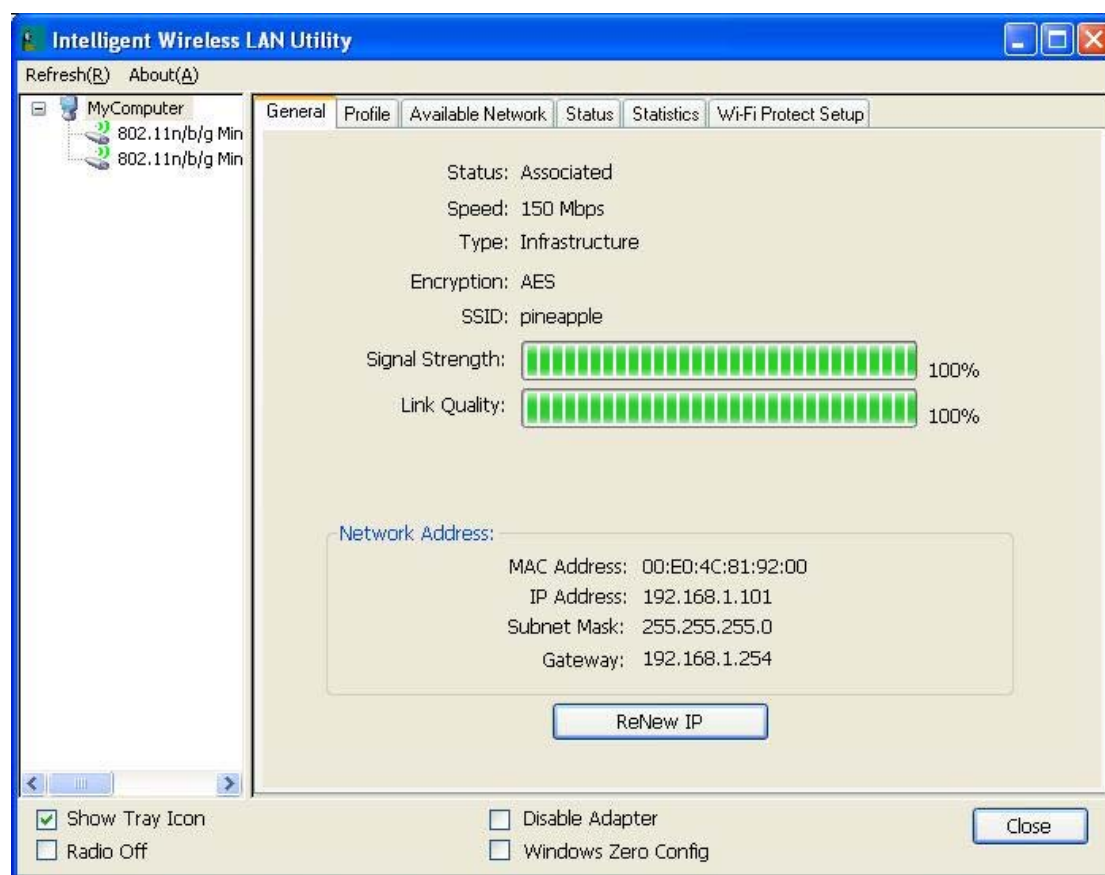 Intelligent Wireless LAN Utility
Refresh(R) About(A)
MyComputer
802.11n/b/g Min
802.11n/b/g Min
General Profile Available Network Status Statistics Wi-Fi Protect Setup
Status: Associated
Speed: 150 Mbps
Type: Infrastructure
Encryption: AES
SSID: pineapple
Signal Strength: 100%
Link Quality: 100%
Network Address:
MAC Address: 00:E0:4C:81:92:00
IP Address: 192.168.1.101
Subnet Mask: 255.255.255.0
Gateway: 192.168.1.254
ReNew IP
Show Tray Icon Disable Adapter
Radio Off Windows Zero Config
Close